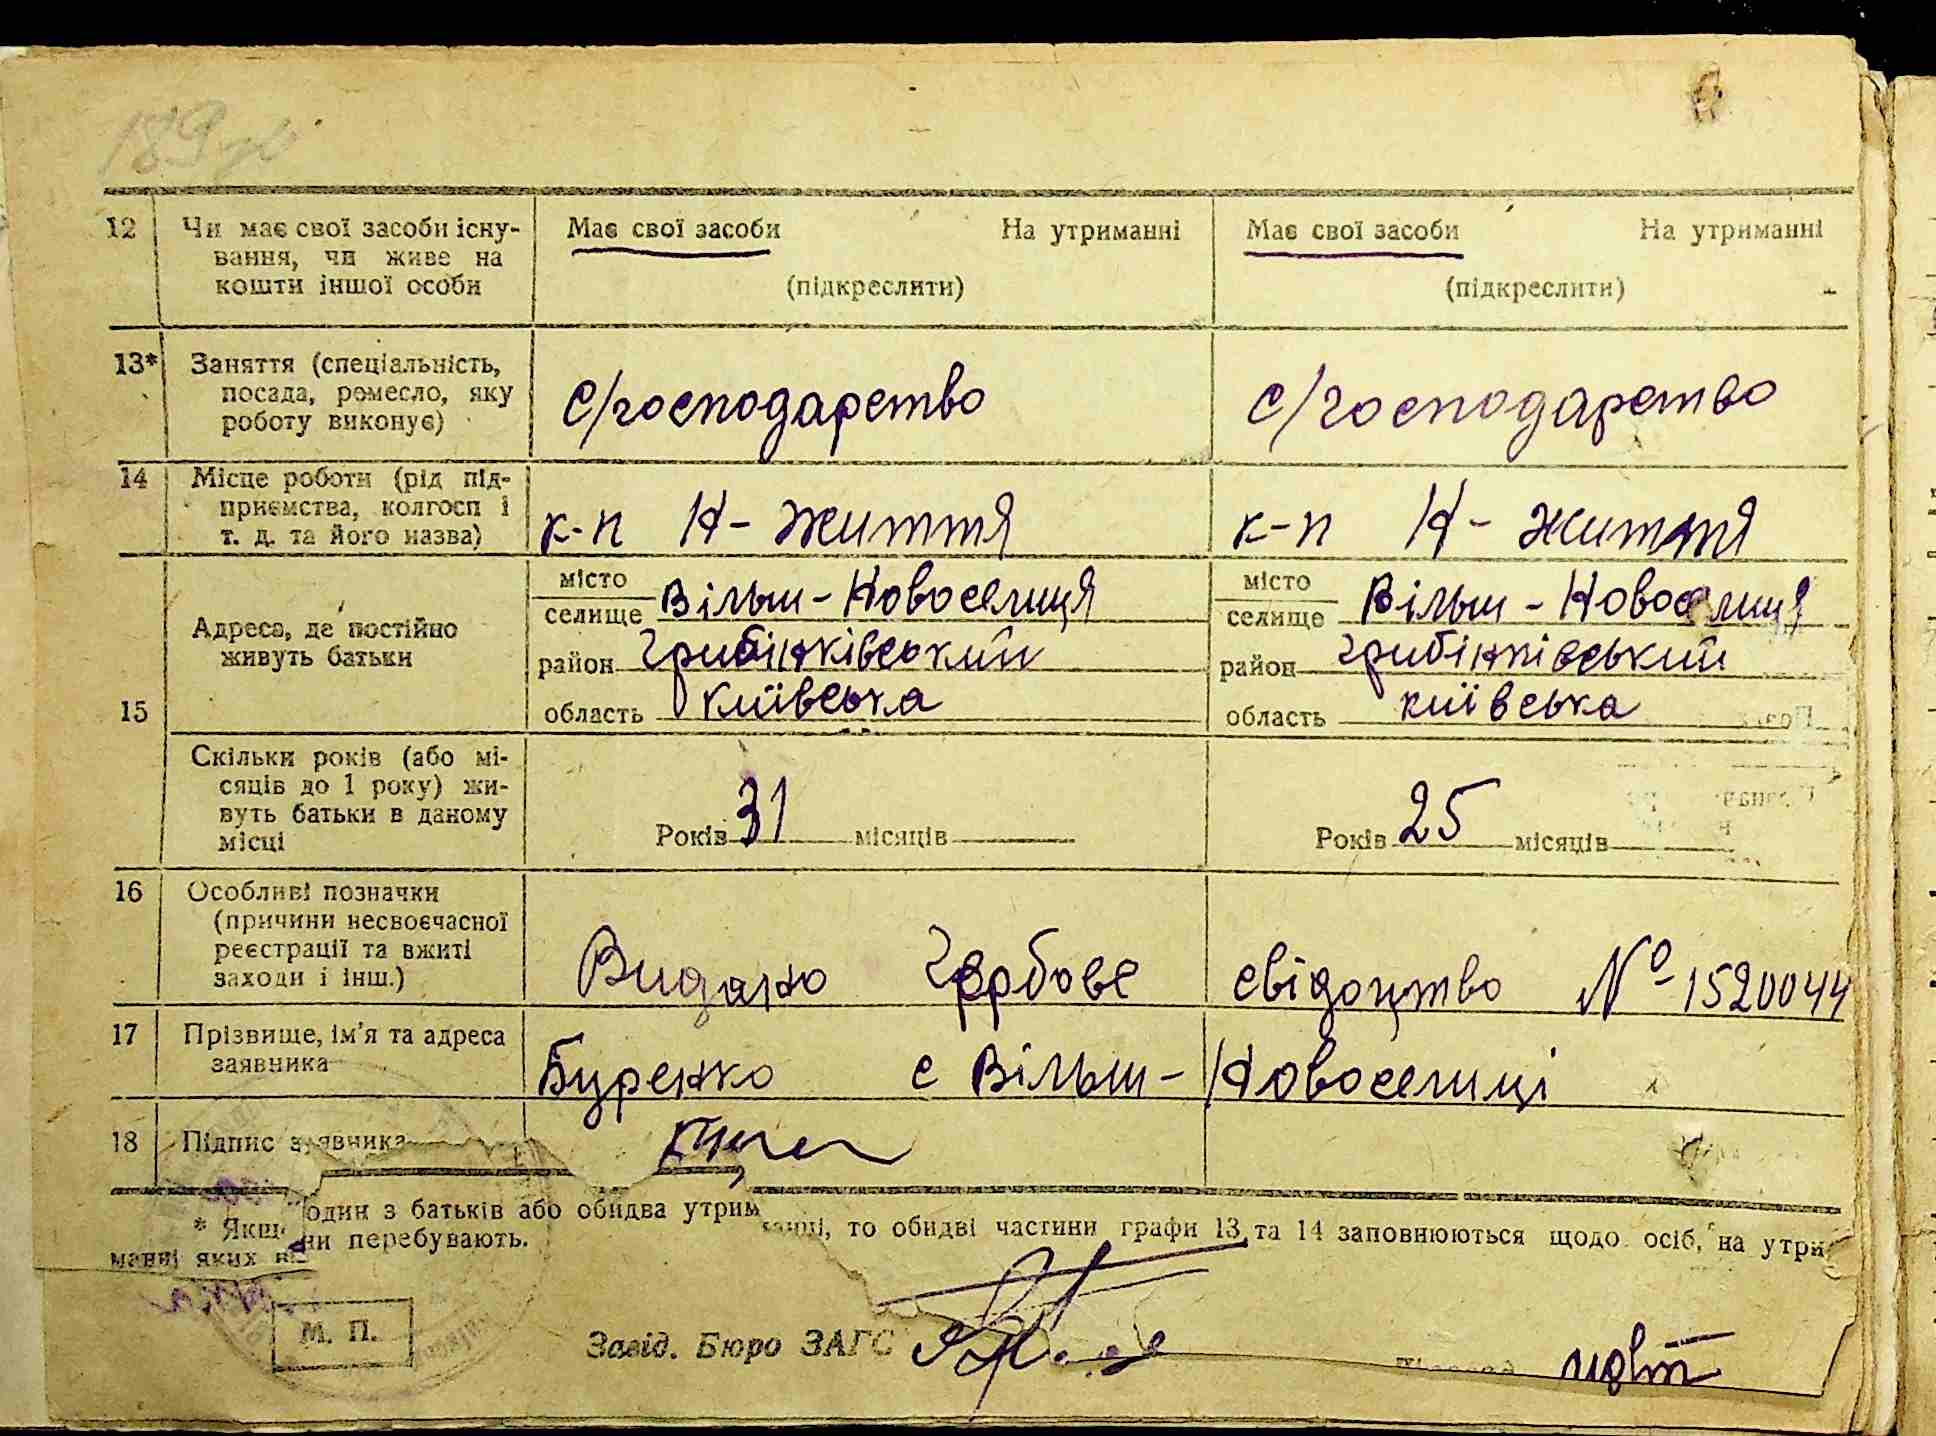 189
12 Чи має свої засоби існу- Має свої засоби На утриманні Має свої засоби На утриманні
вання, чи живе на
кошти іншої особи (підкреслити) (підкреслити)
13* Заняття (спеціальність,
посада, ремесло, яку С/господарство С/господарство
роботу виконує)
14 Місце роботи (рід під-
приємства, колгосп і к-п Н-життя к-п Н-життя
т. д. та його назва)
місто місто
селище Вільш-Новоселиця селище Вільш-Новоселиця
Адреса, де постійно
живуть батьки район Грибінківський район Грибінківський
15 область Київська область київська
Скільки років (або мі-
сяців до 1 року) жи-
вуть батьки в даному
місці Років 31 місяців Років 25 місяців
16 Особливі позначки
(причини несвоєчасної
реєстрації та вжиті
заходи і інш.) Видано Гербове свідоцтво № 1520044
17 Прізвище, ім'я та адреса
заявника Буренко с Вільш-Новоселиці
18 Підпис заявника
* Якщо один з батьків або обидва утрим
анні, то обидві частини графи 13 та 14 заповнюються щодо осіб, на утри
манні яких перебувають.
М. П.
Завід. Бюро ЗАГС